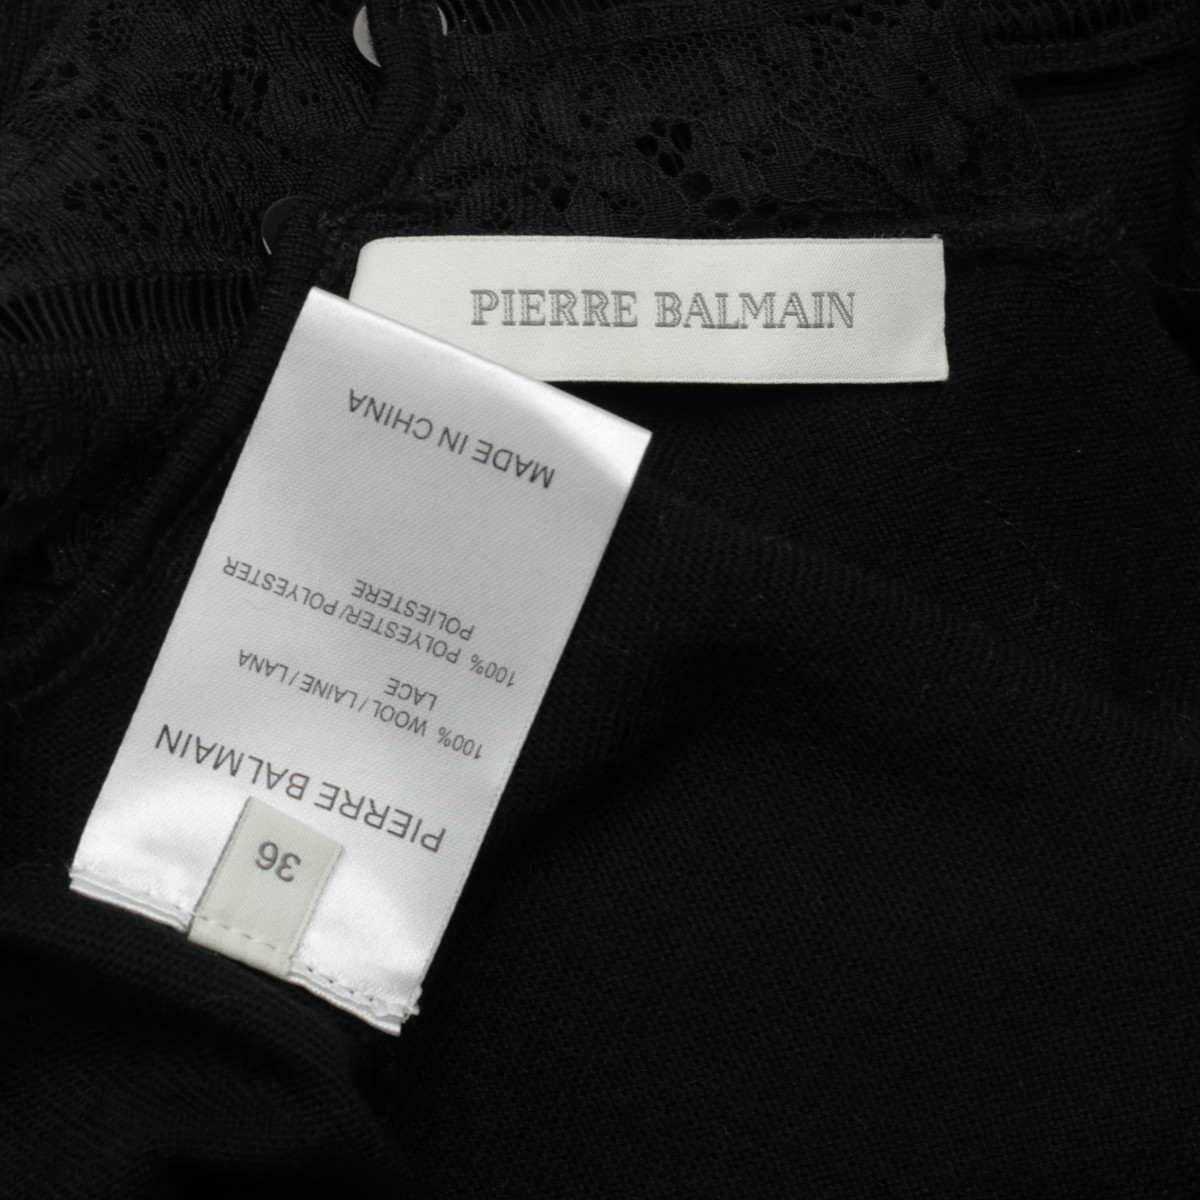 PIERRE BALMAIN
36
PIERRE BALMAIN
100% WOOL / LAINE / LANA
LACE
100% POLYESTER/POLYESTER
POLIESTERE
MADE IN CHINA